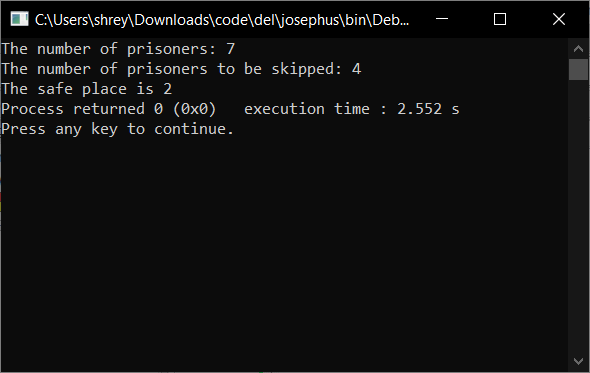 C:\Users\shrey\Downloads\code\del\josephus\bin\Deb...
The number of prisoners: 7
The number of prisoners to be skipped: 4
The safe place is 2
Process returned 0 (0x0)   execution time : 2.552 s
Press any key to continue.